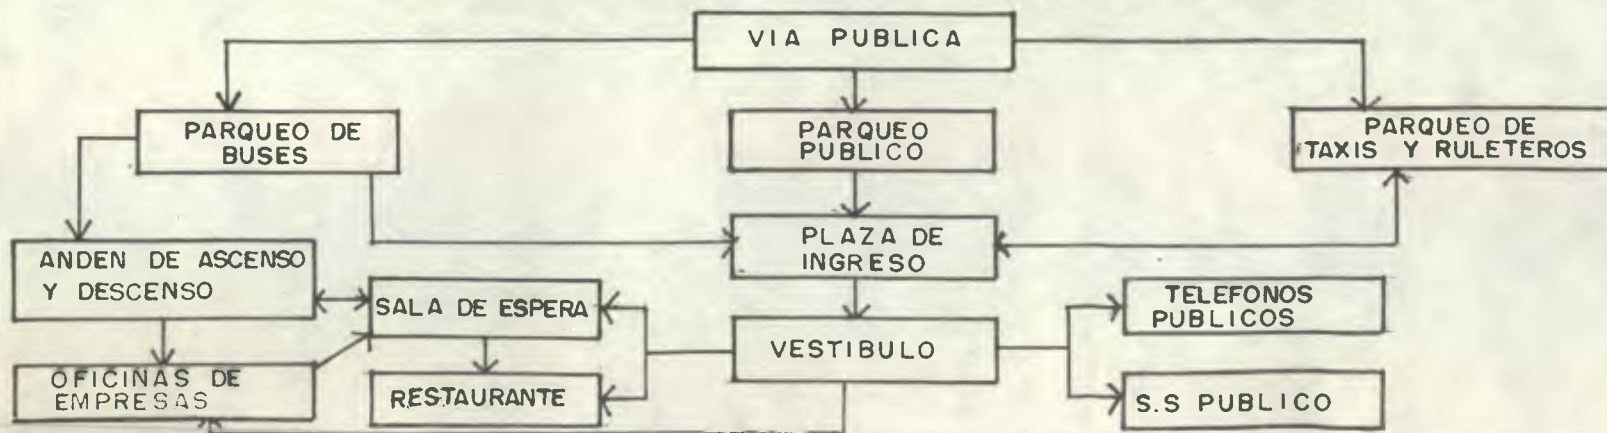 VIA PUBLICA
PARQUEO DE
BUSES
PARQUEO
PUBLICO
PARQUEO DE
TAXIS Y RULETEROS
ANDEN DE ASCENSO
Y DESCENSO
PLAZA DE
INGRESO
SALA DE ESPERA
TELEFONOS
PUBLICOS
VESTIBULO
OFICINAS DE
EMPRESAS
RESTAURANTE
S.S PUBLICO